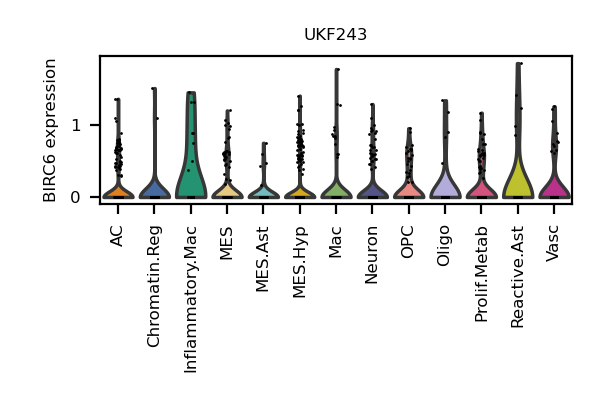 UKF243
BIRC6 expression
1
0
AC
Chromatin.Reg
Inflammatory.Mac
MES
MES.Ast
MES.Hyp
Mac
Neuron
OPC
Oligo
Prolif.Metab
Reactive.Ast
Vasc